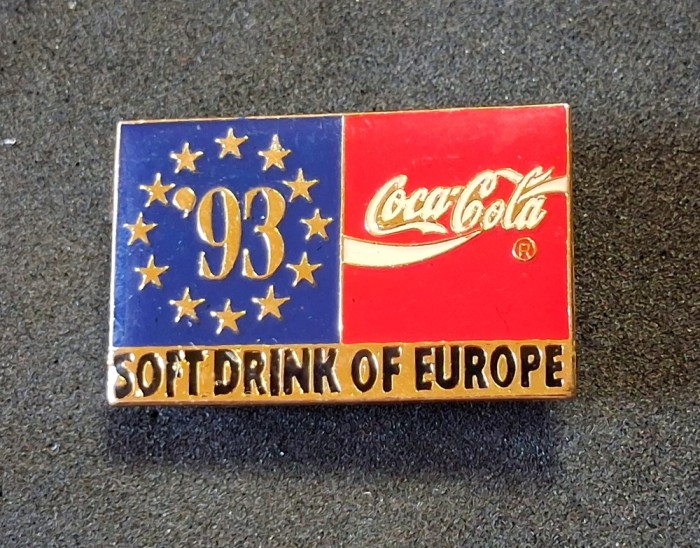 '93
Coca-Cola
®
SOFT DRINK OF EUROPE